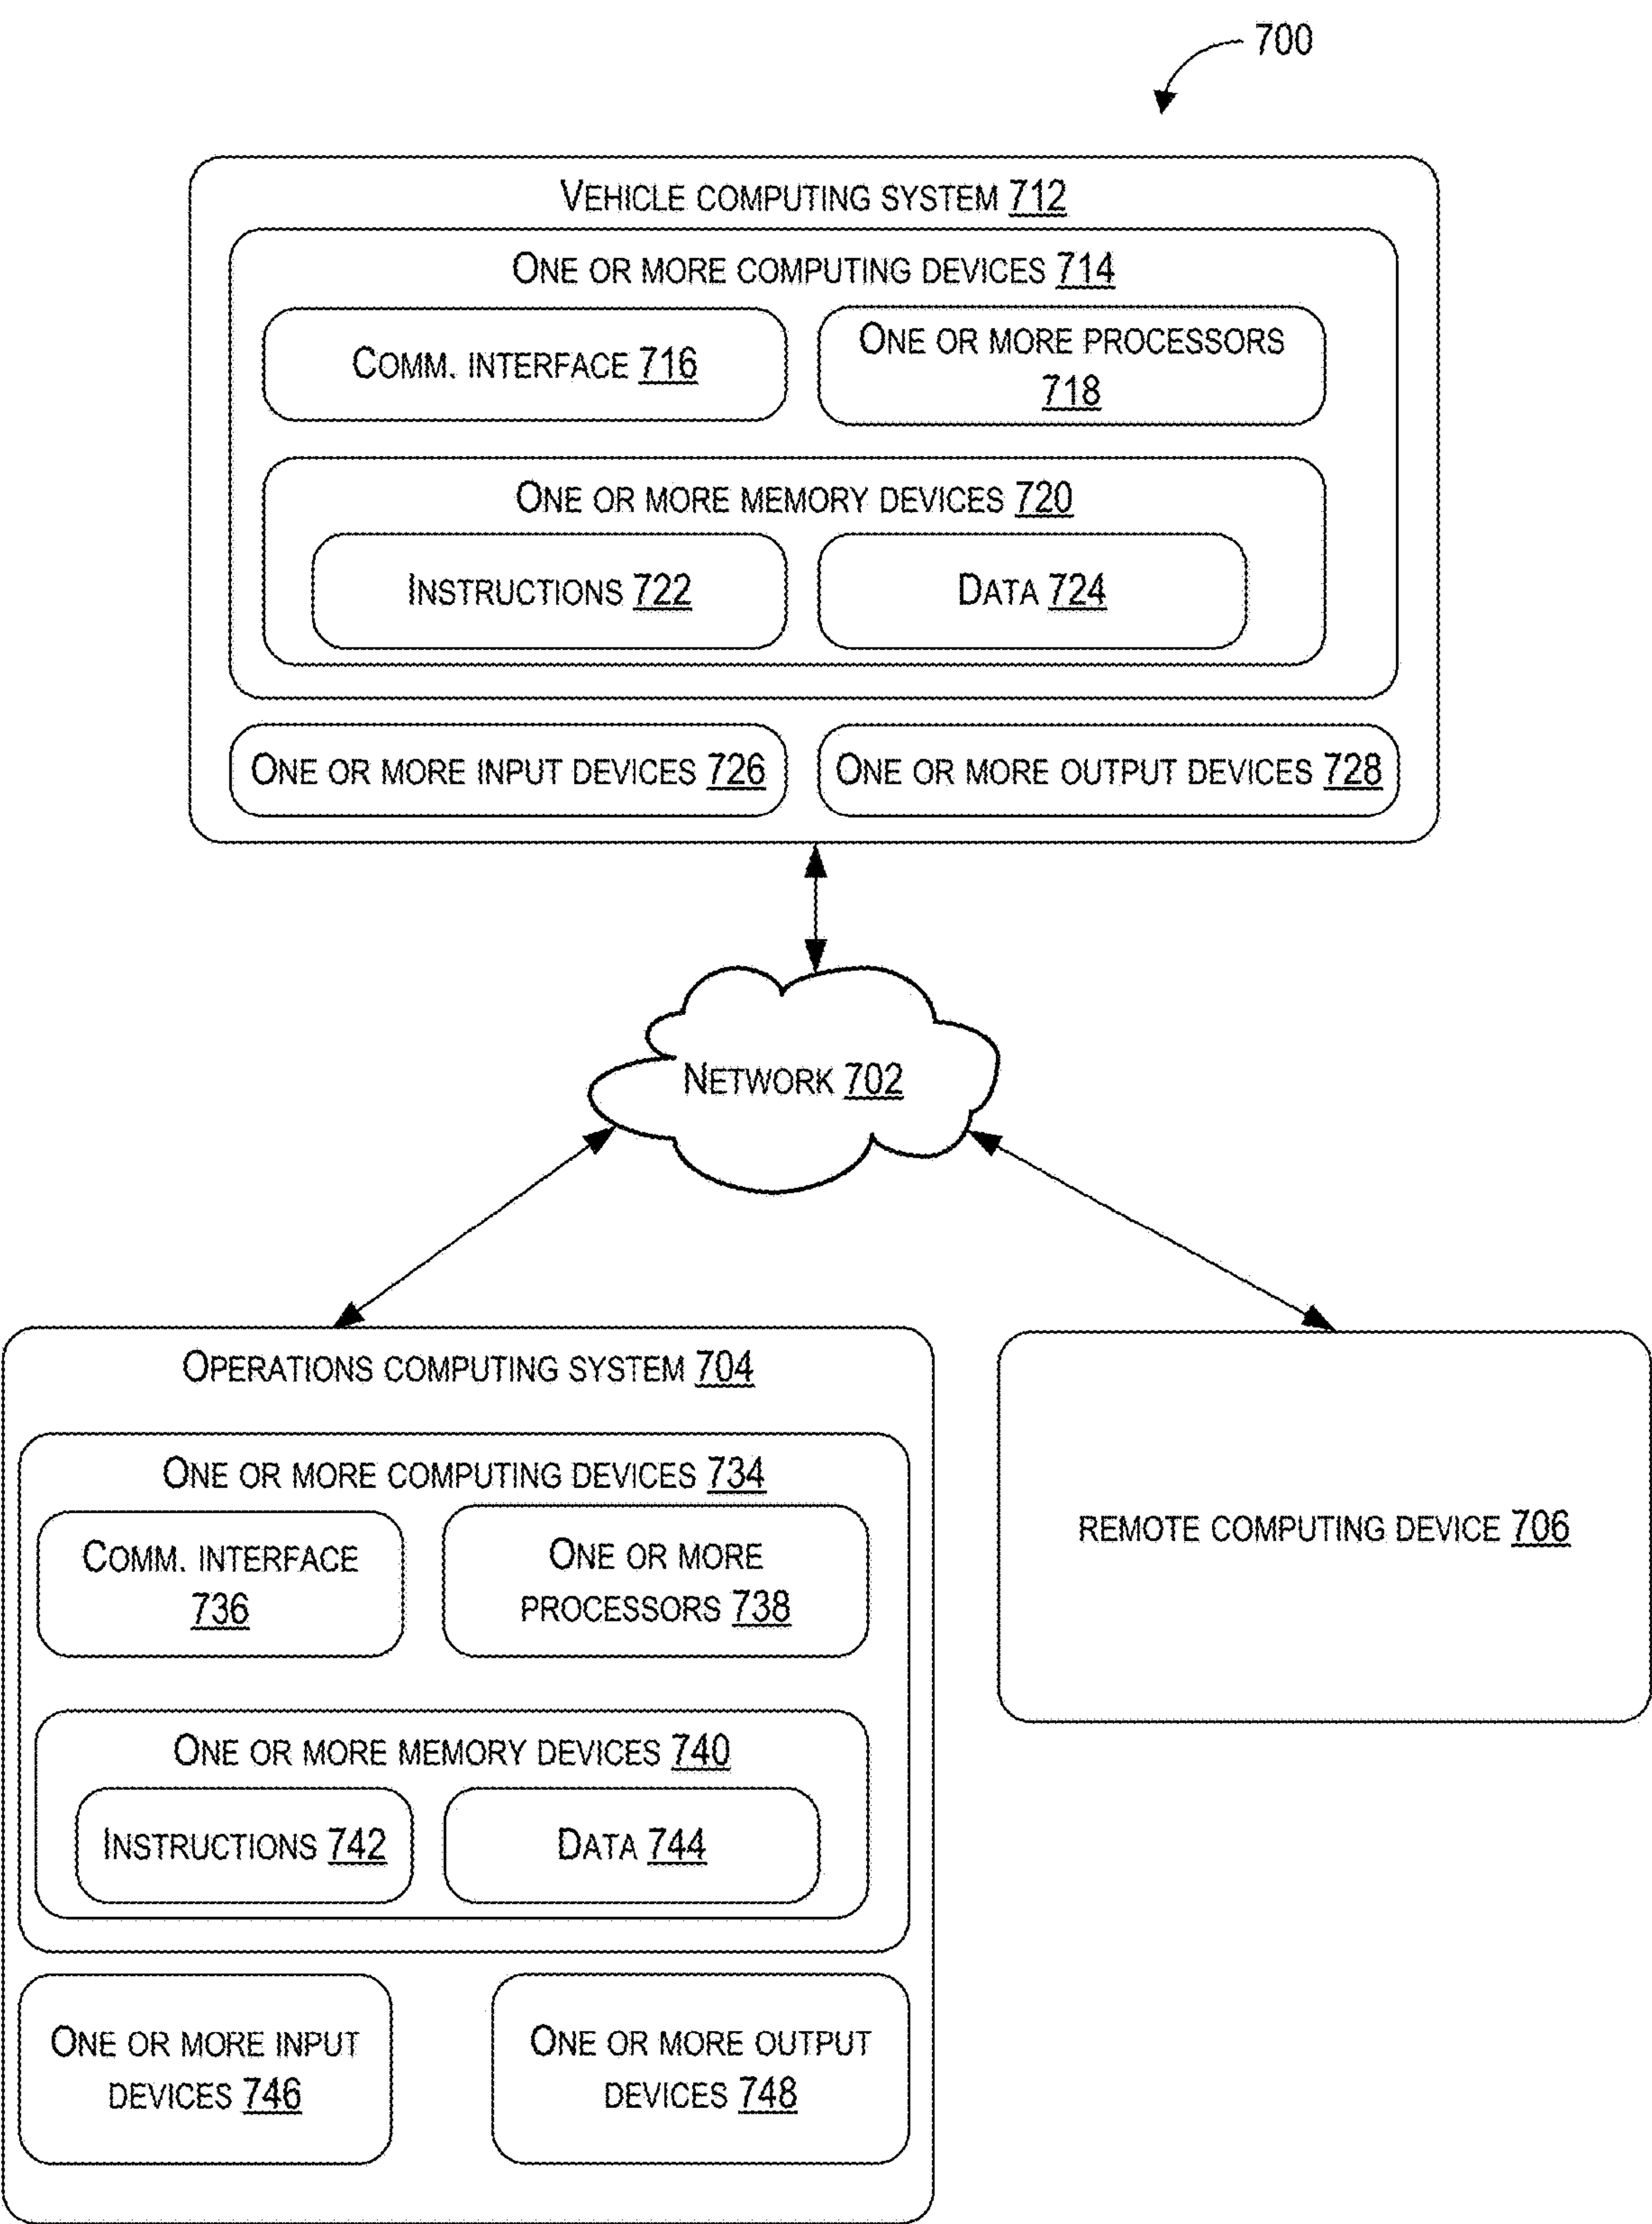 700
VEHICLE COMPUTING SYSTEM 712
ONE OR MORE COMPUTING DEVICES 714
COMM. INTERFACE 716
ONE OR MORE PROCESSORS
718
ONE OR MORE MEMORY DEVICES 720
INSTRUCTIONS 722
DATA 724
ONE OR MORE INPUT DEVICES 726
ONE OR MORE OUTPUT DEVICES 728
NETWORK 702
OPERATIONS COMPUTING SYSTEM 704
ONE OR MORE COMPUTING DEVICES 734
COMM. INTERFACE
736
ONE OR MORE
PROCESSORS 738
ONE OR MORE MEMORY DEVICES 740
INSTRUCTIONS 742
DATA 744
ONE OR MORE INPUT
DEVICES 746
ONE OR MORE OUTPUT
DEVICES 748
REMOTE COMPUTING DEVICE 706